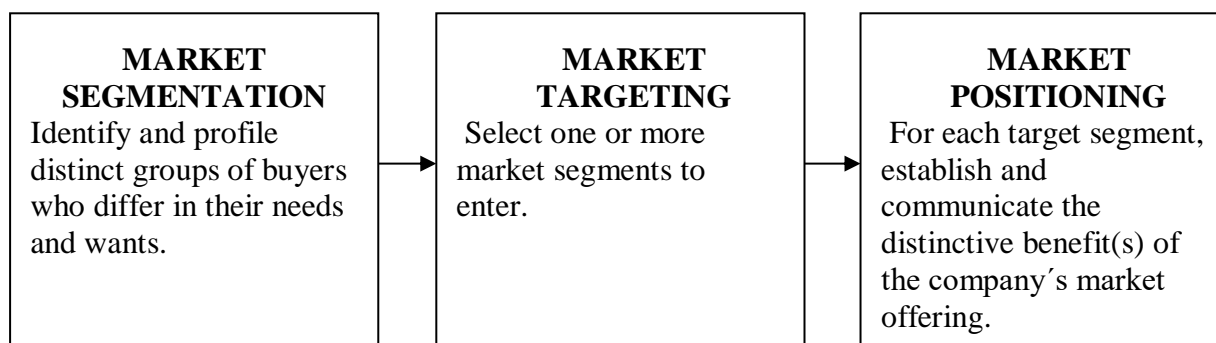 MARKET
SEGMENTATION
Identify and profile
distinct groups of buyers
who differ in their needs
and wants.
MARKET
TARGETING
Select one or more
market segments to
enter.
MARKET
POSITIONING
For each target segment,
establish and
communicate the
distinctive benefit(s) of
the company´s market
offering.